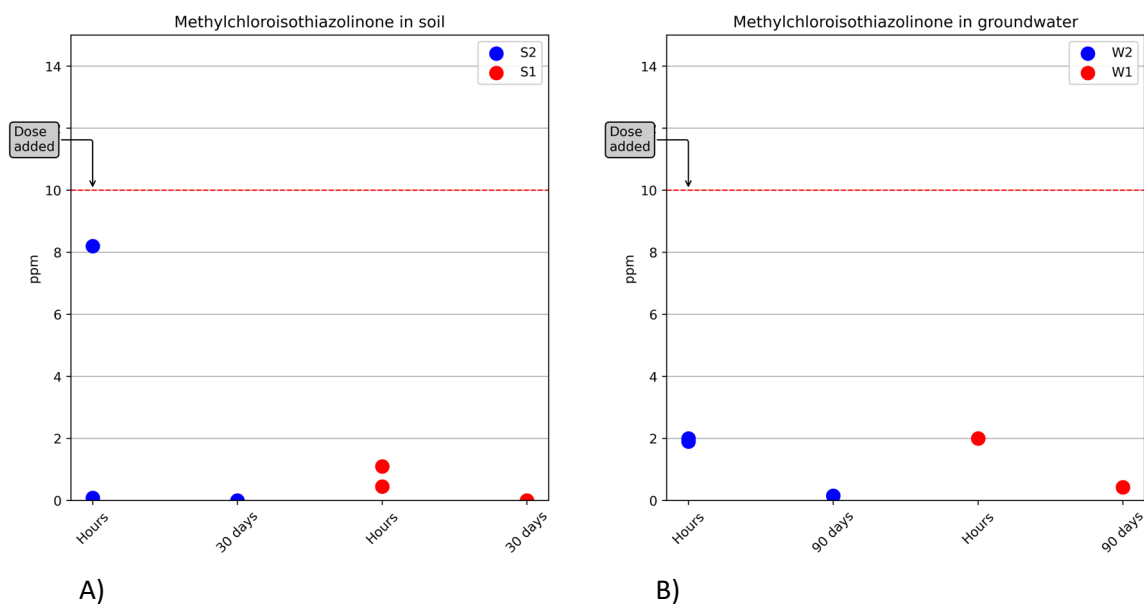 Methylchloroisothiazolinone in soil
S2
S1
14
12
10
8
6
4
2
0
ppm
Dose
added
Hours
30 days
Hours
30 days
A)
Methylchloroisothiazolinone in groundwater
W2
W1
14
10
8
6
4
2
0
ppm
Dose
added
Hours
90 days
Hours
90 days
B)